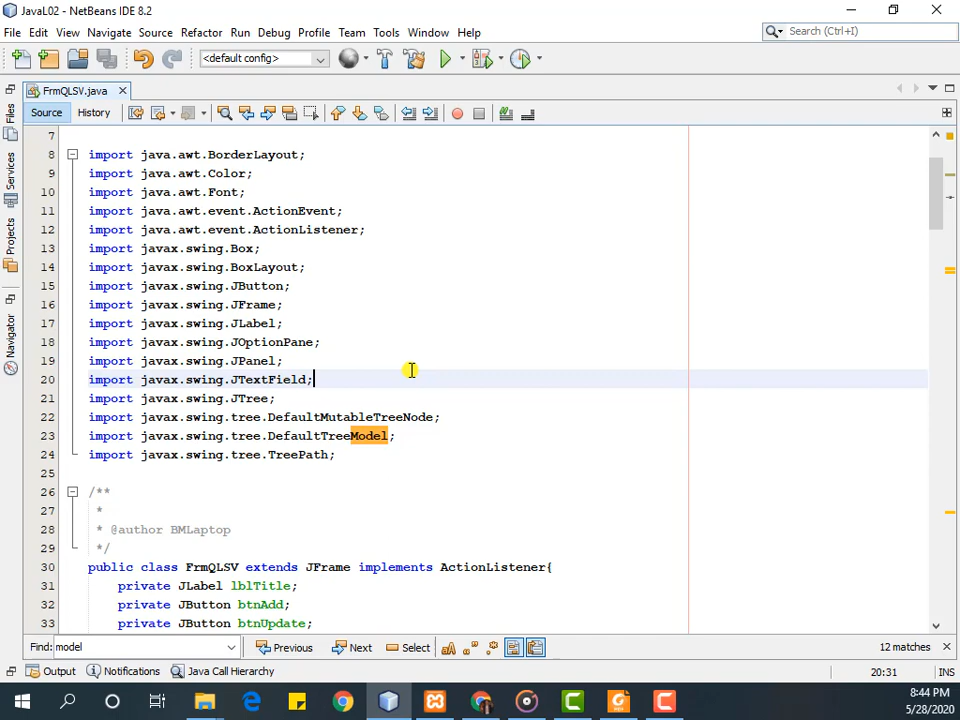 JavaL02 - NetBeans IDE 8.2
File Edit View Navigate Source Refactor Run Debug Profile Team Tools Window Help
Search (Ctrl+I)
<default config>
FrmQLSV.java
Source History
Files
Services
Projects
Navigator
7
8 import java.awt.BorderLayout;
9 import java.awt.Color;
10 import java.awt.Font;
11 import java.awt.event.ActionEvent;
12 import java.awt.event.ActionListener;
13 import javax.swing.Box;
14 import javax.swing.BoxLayout;
15 import javax.swing.JButton;
16 import javax.swing.JFrame;
17 import javax.swing.JLabel;
18 import javax.swing.JOptionPane;
19 import javax.swing.JPanel;
20 import javax.swing.JTextField;
21 import javax.swing.JTree;
22 import javax.swing.tree.DefaultMutableTreeNode;
23 import javax.swing.tree.DefaultTreeModel;
24 import javax.swing.tree.TreePath;
25
26 /**
27 *
28 * @author BMLaptop
29 */
30 public class FrmQLSV extends JFrame implements ActionListener{
31 private JLabel lblTitle;
32 private JButton btnAdd;
33 private JButton btnUpdate;
Find: model Previous Next Select 12 matches
Output Notifications Java Call Hierarchy
20:31 INS
8:44 PM
5/28/2020